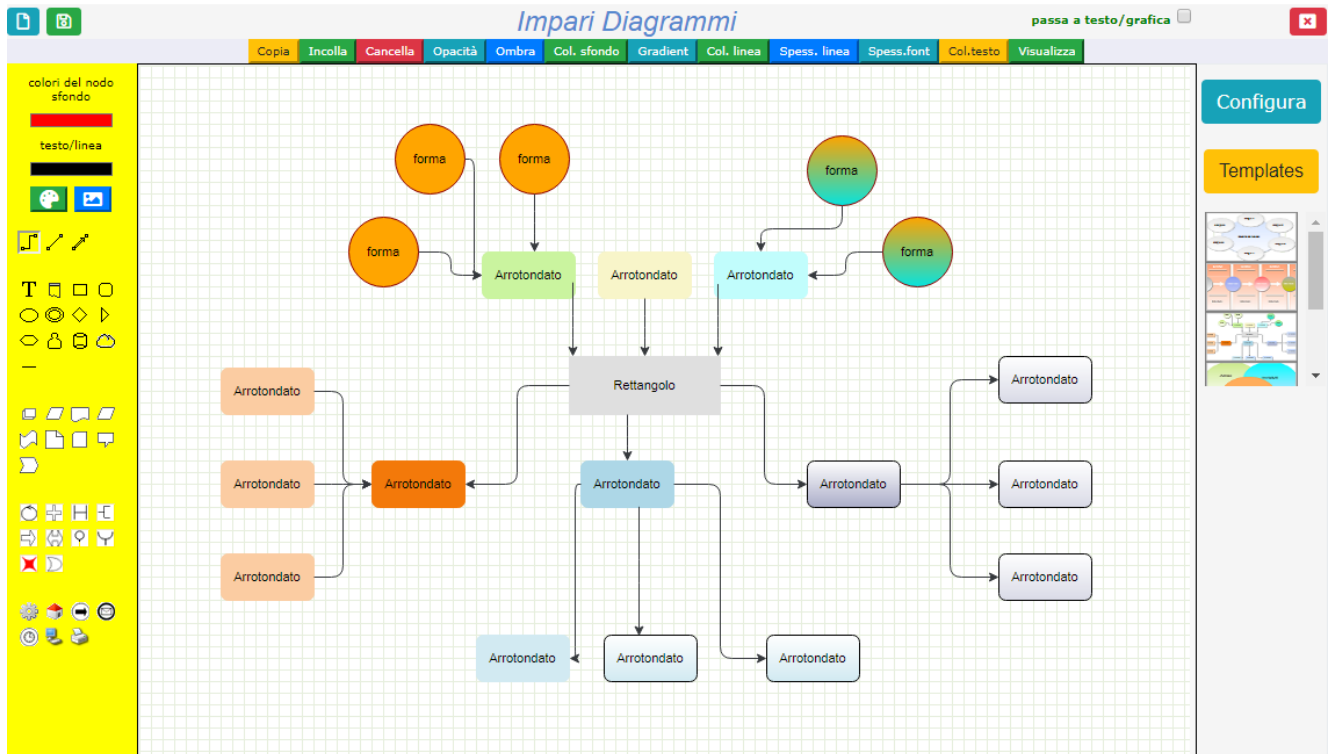 Impari Diagrammi
passa a testo/grafica
Copia Incolla Cancella Opacità Ombra Col. sfondo Gradient Col. linea Spess. linea Spess.font Col.testo Visualizza
colori del nodo
sfondo
testo/linea
T
Configura
Templates
forma forma
forma
forma
forma
Arrotondato Arrotondato Arrotondato
Rettangolo
Arrotondato
Arrotondato
Arrotondato Arrotondato Arrotondato Arrotondato Arrotondato
Arrotondato
Arrotondato
Arrotondato Arrotondato Arrotondato